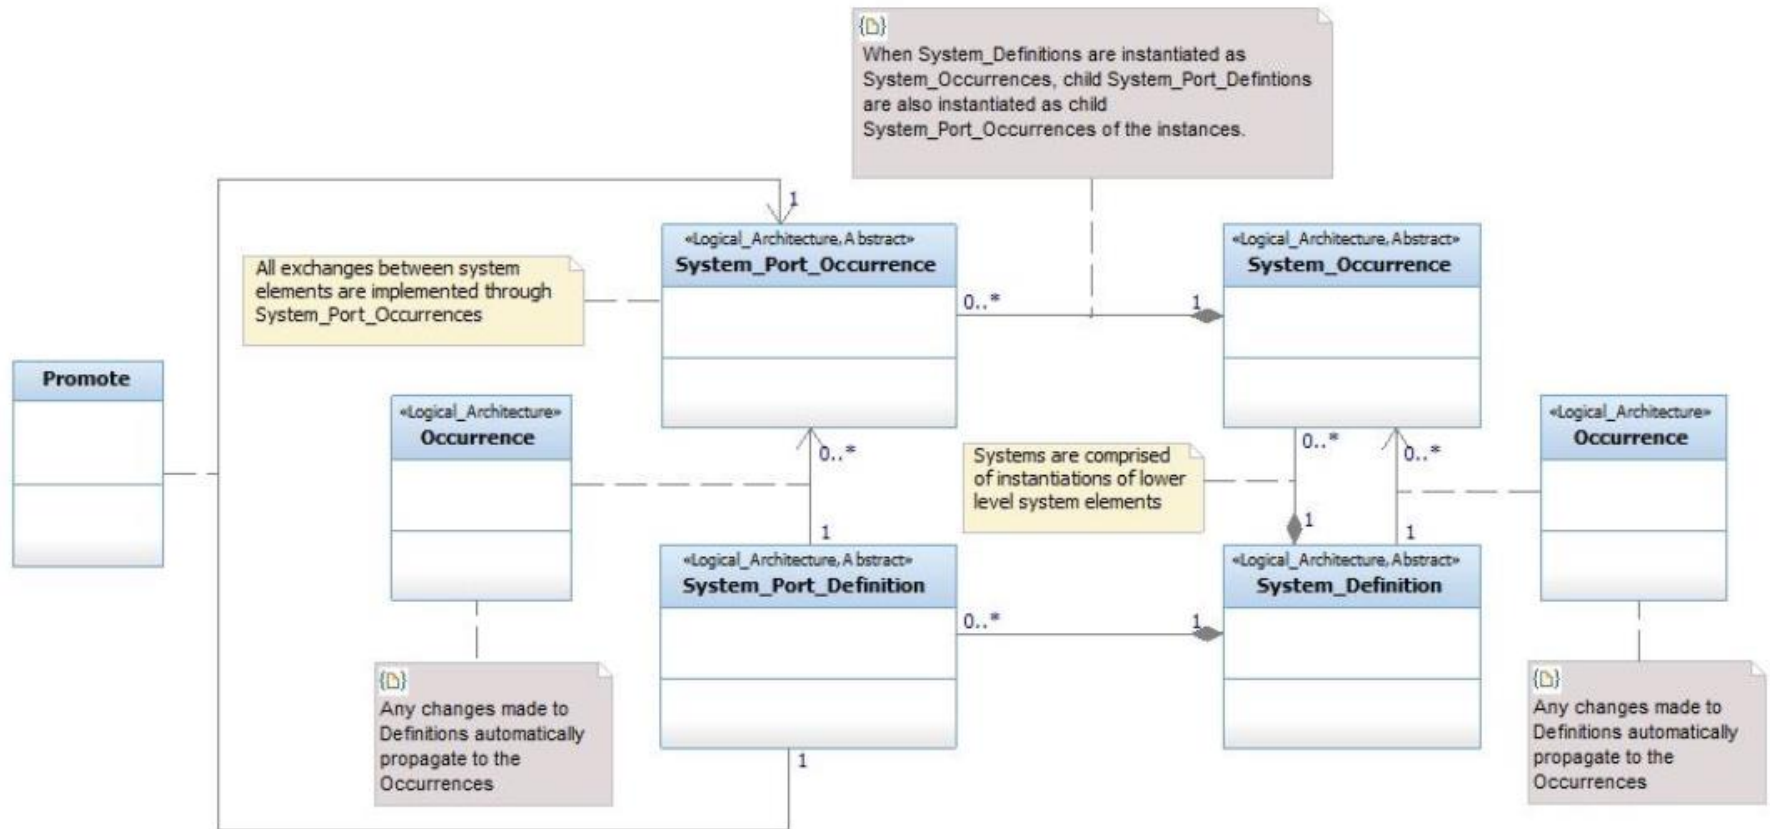 When System_Definitions are instantiated as
System_Occurrences, child System_Port_Defintions
are also instantiated as child
System_Port_Occurrences of the instances.
1
«Logical_Architecture,Abstract»
System_Port_Occurrence
«Logical_Architecture,Abstract»
System_Occurrence
All exchanges between system
elements are implemented through
System_Port_Occurrences
0..*
1
Promote
«Logical_Architecture»
Occurrence
0..*
Systems are comprised
of instantiations of lower
level system elements
0..*
0..*
«Logical_Architecture»
Occurrence
1
1
1
«Logical_Architecture,Abstract»
System_Port_Definition
«Logical_Architecture,Abstract»
System_Definition
0..*
1
Any changes made to
Definitions automatically
propagate to the
Occurrences
1
Any changes made to
Definitions automatically
propagate to the
Occurrences